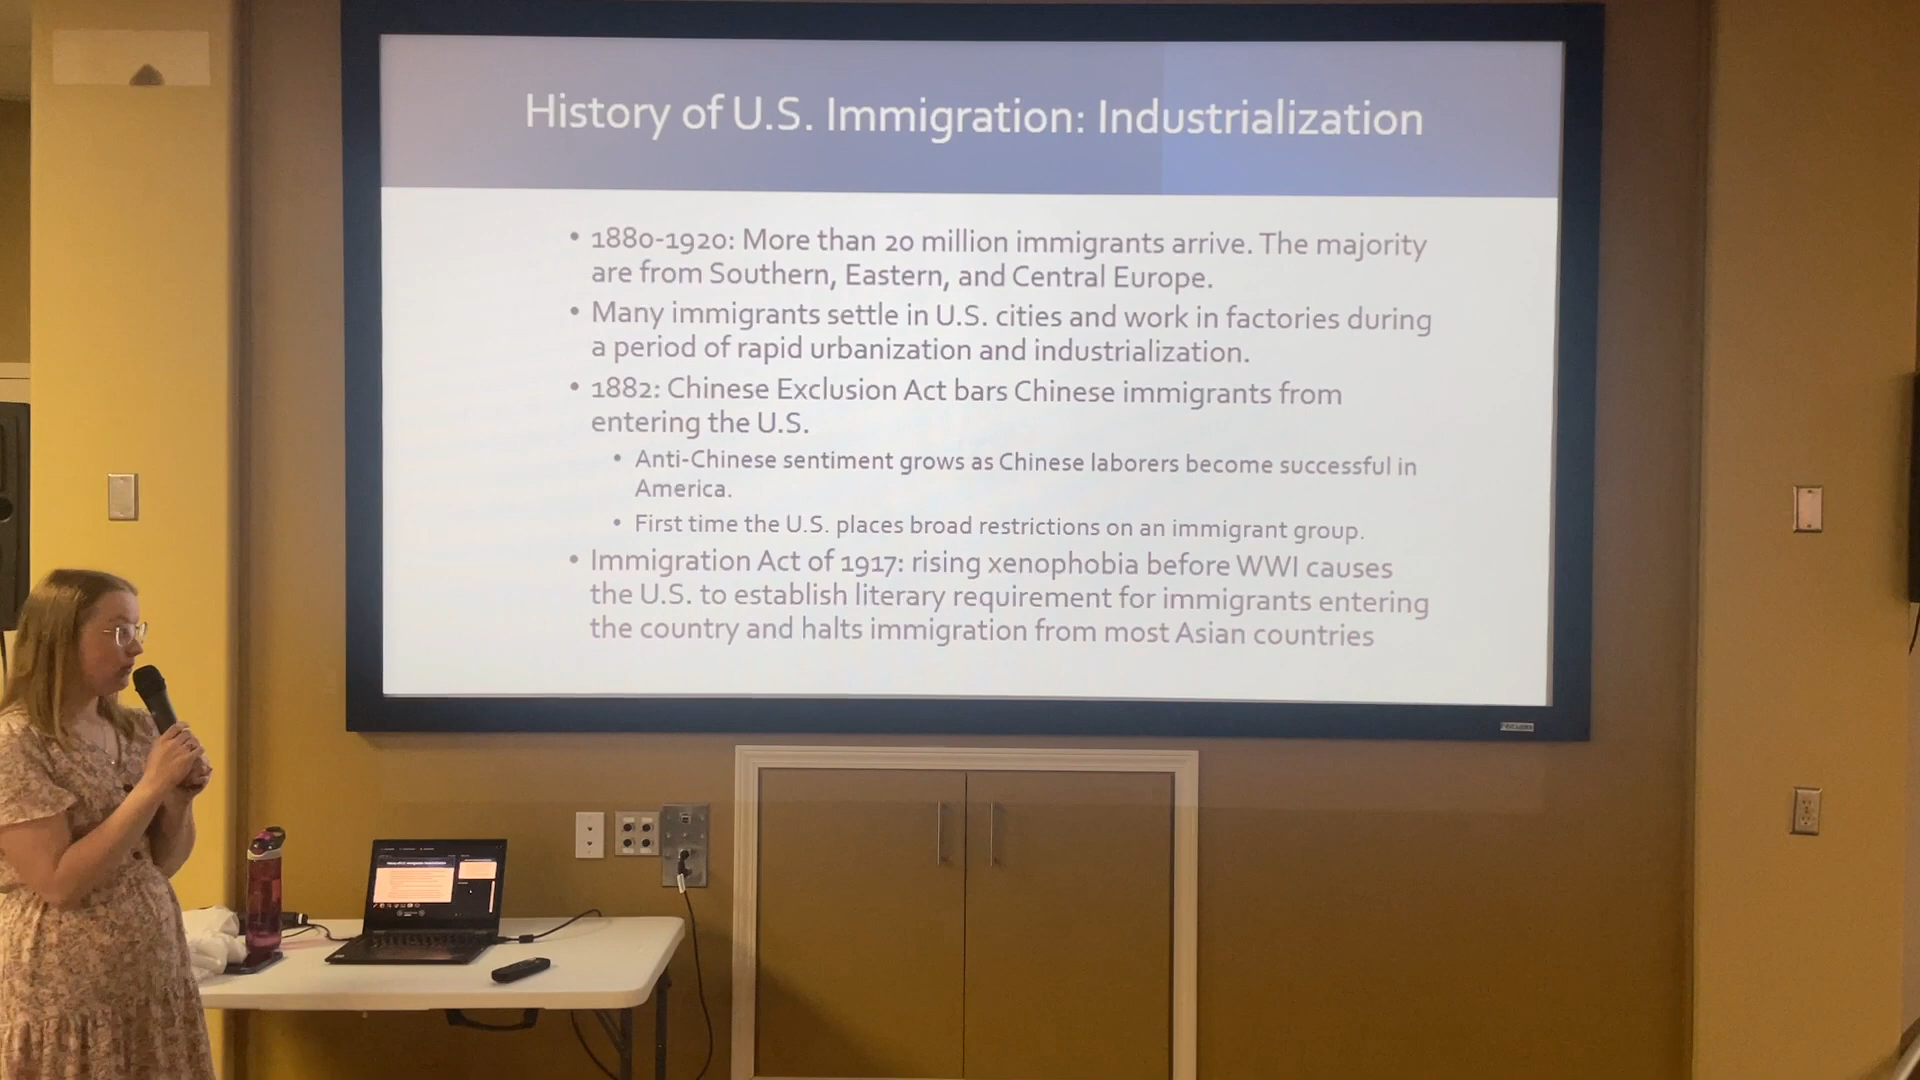 History of U.S. Immigration: Industrialization
• 1880-1920: More than 20 million immigrants arrive. The majority
are from Southern, Eastern, and Central Europe.
• Many immigrants settle in U.S. cities and work in factories during
a period of rapid urbanization and industrialization.
• 1882: Chinese Exclusion Act bars Chinese immigrants from
entering the U.S.
• Anti-Chinese sentiment grows as Chinese laborers become successful in
America.
• First time the U.S. places broad restrictions on an immigrant group.
• Immigration Act of 1917: rising xenophobia before WWI causes
the U.S. to establish literary requirement for immigrants entering
the country and halts immigration from most Asian countries